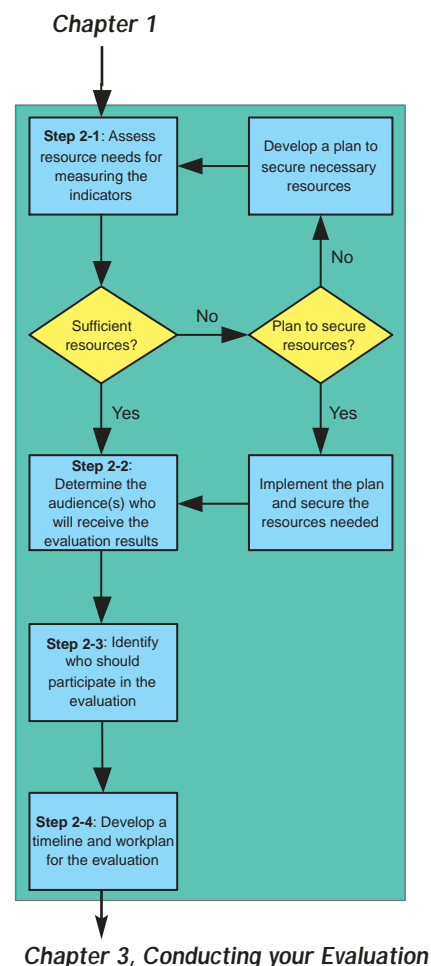 Chapter 1
Step 2-1: Assess
resource needs for
measuring the
indicators
Develop a plan to
secure necessary
resources
No
Sufficient
resources?
No
Plan to secure
resources?
Yes
Yes
Step 2-2:
Determine the
audience(s) who
will receive the
evaluation results
Implement the plan
and secure the
resources needed
Step 2-3: Identify
who should
participate in the
evaluation
Step 2-4: Develop a
timeline and workplan
for the evaluation
Chapter 3, Conducting your Evaluation